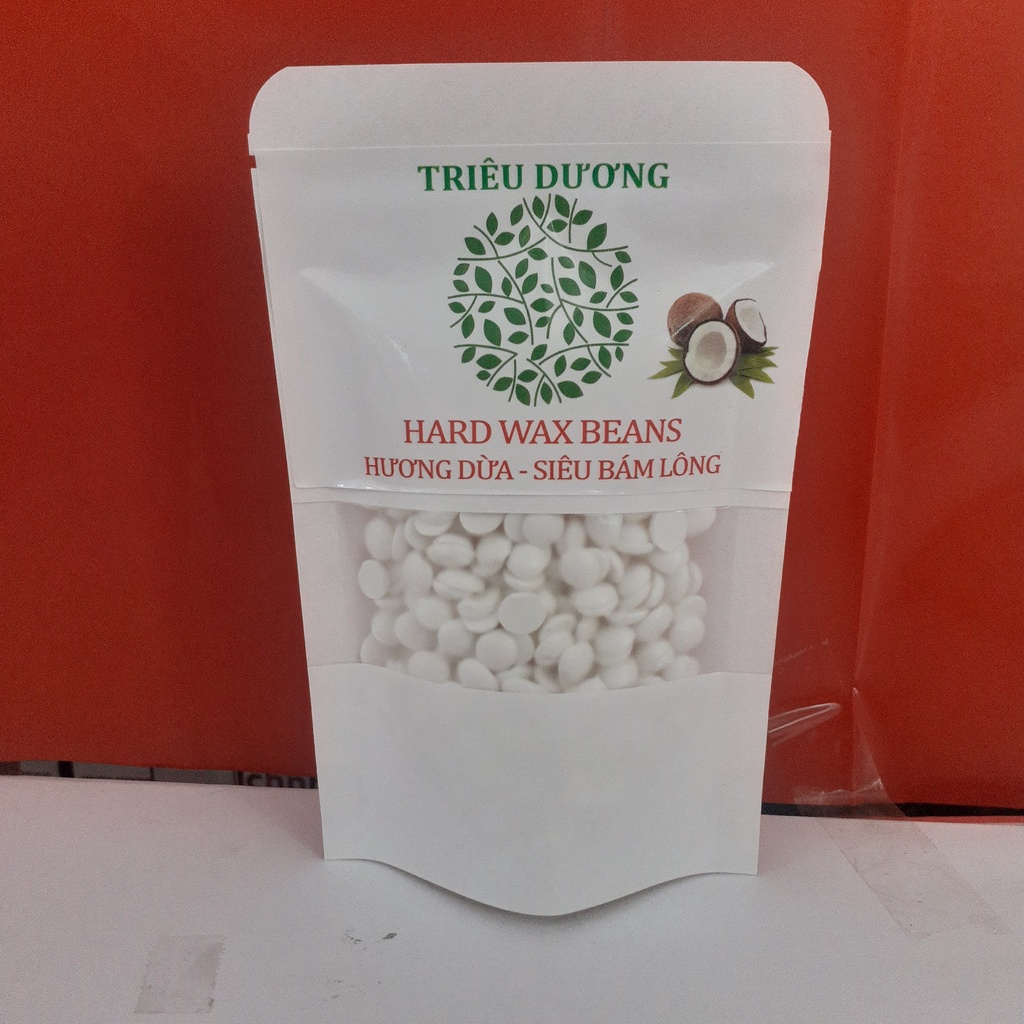 TRIÊU DƯƠNG
HARD WAX BEANS
HƯƠNG DỪA - SIÊU BÁM LÔNG